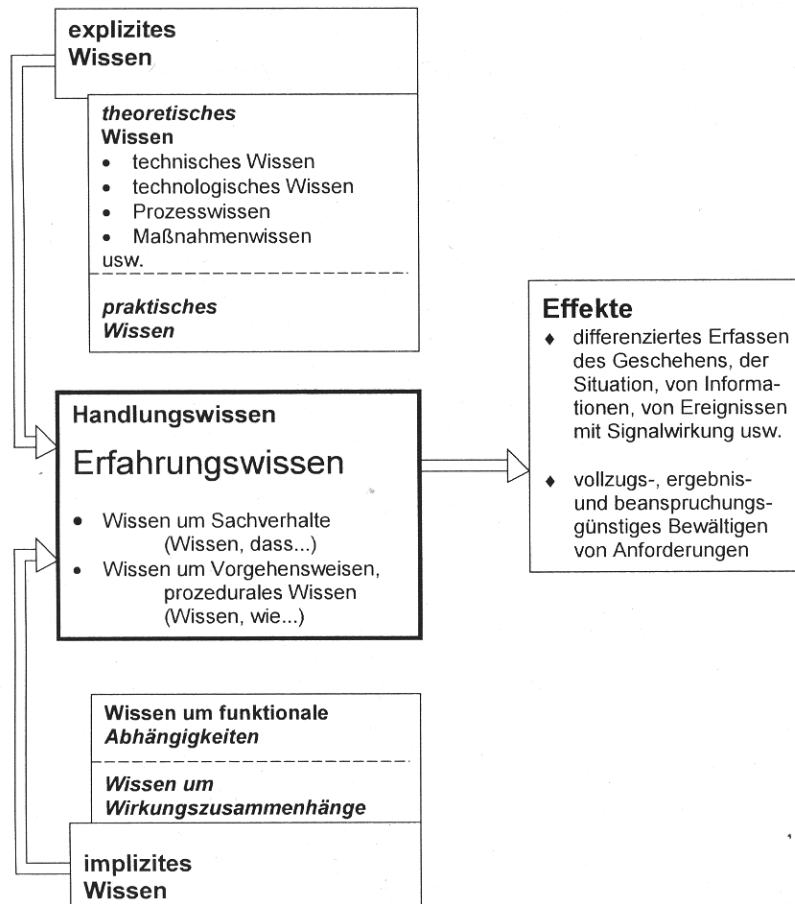 explizites
Wissen
theoretisches
Wissen
• technisches Wissen
• technologisches Wissen
• Prozesswissen
• Maßnahmenwissen
usw.
praktisches
Wissen
Handlungswissen
Erfahrungswissen
• Wissen um Sachverhalte
(Wissen, dass...)
• Wissen um Vorgehensweisen,
prozedurales Wissen
(Wissen, wie...)
Effekte
♦ differenziertes Erfassen
des Geschehens, der
Situation, von Informa-
tionen, von Ereignissen
mit Signalwirkung usw.
♦ vollzugs-, ergebnis-
und beanspruchungs-
günstiges Bewältigen
von Anforderungen
Wissen um funktionale
Abhängigkeiten
Wissen um
Wirkungszusammenhänge
implizites
Wissen